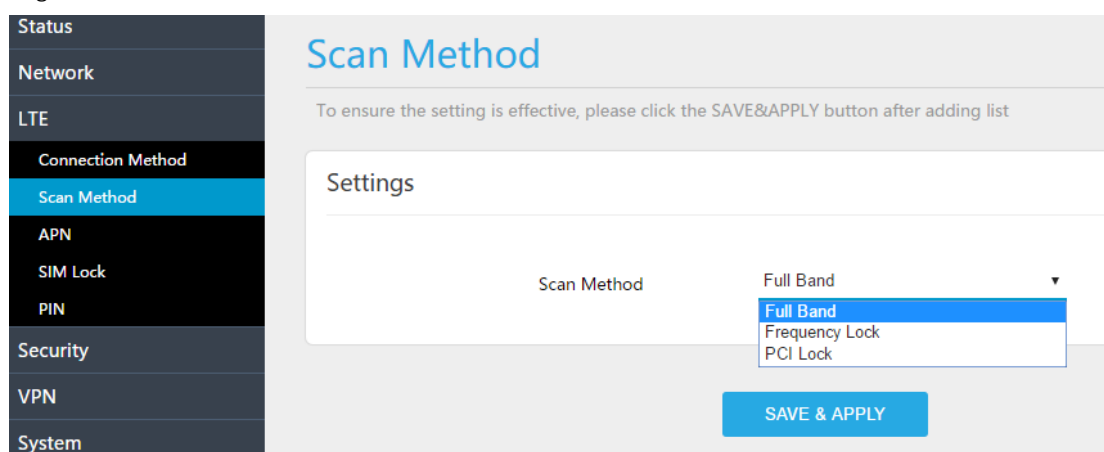 Status
Network
LTE
Connection Method
Scan Method
APN
SIM Lock
PIN
Security
VPN
System
Scan Method
To ensure the setting is effective, please click the SAVE&APPLY button after adding list
Settings
Scan Method
Full Band
Full Band
Frequency Lock
PCI Lock
SAVE & APPLY